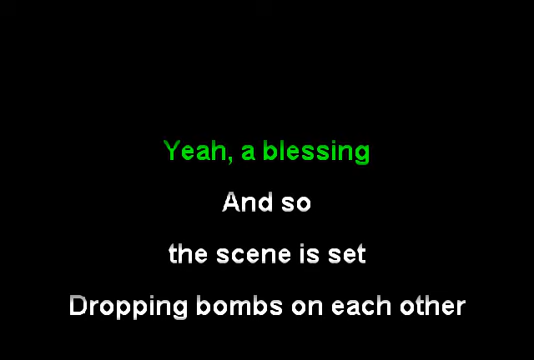 Yeah, a blessing
And so
the scene is set
Dropping bombs on each other